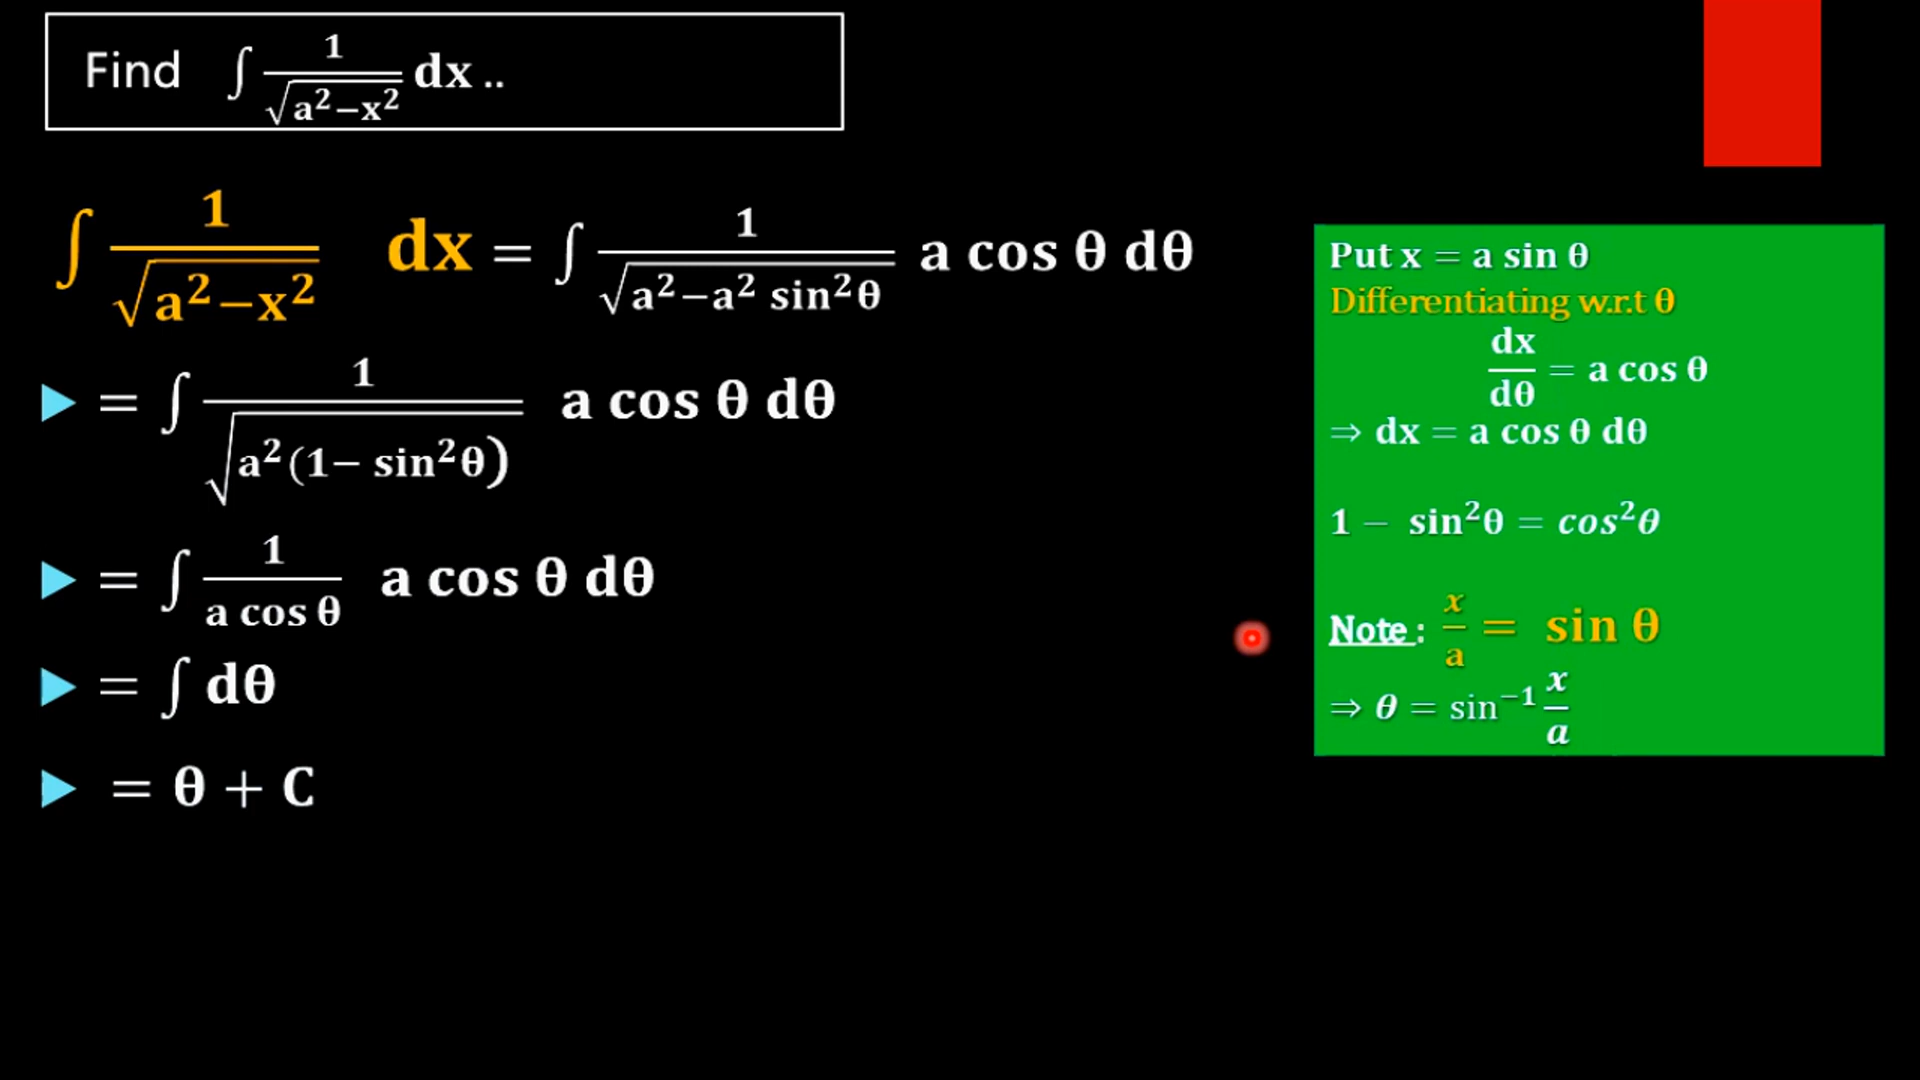 Find ∫ 1/√(a²−x²) dx ..
∫ 1/√(a²−x²) dx = ∫ 1/√(a²−a² sin²θ) a cos θ dθ
= ∫ 1/√(a²(1− sin²θ)) a cos θ dθ
= ∫ 1/(a cos θ) a cos θ dθ
= ∫ dθ
= θ + C
Put x = a sin θ
Differentiating w.r.t θ
dx/dθ = a cos θ
⇒ dx = a cos θ dθ
1 − sin²θ = cos²θ
Note : x/a = sin θ
⇒ θ = sin⁻¹ x/a